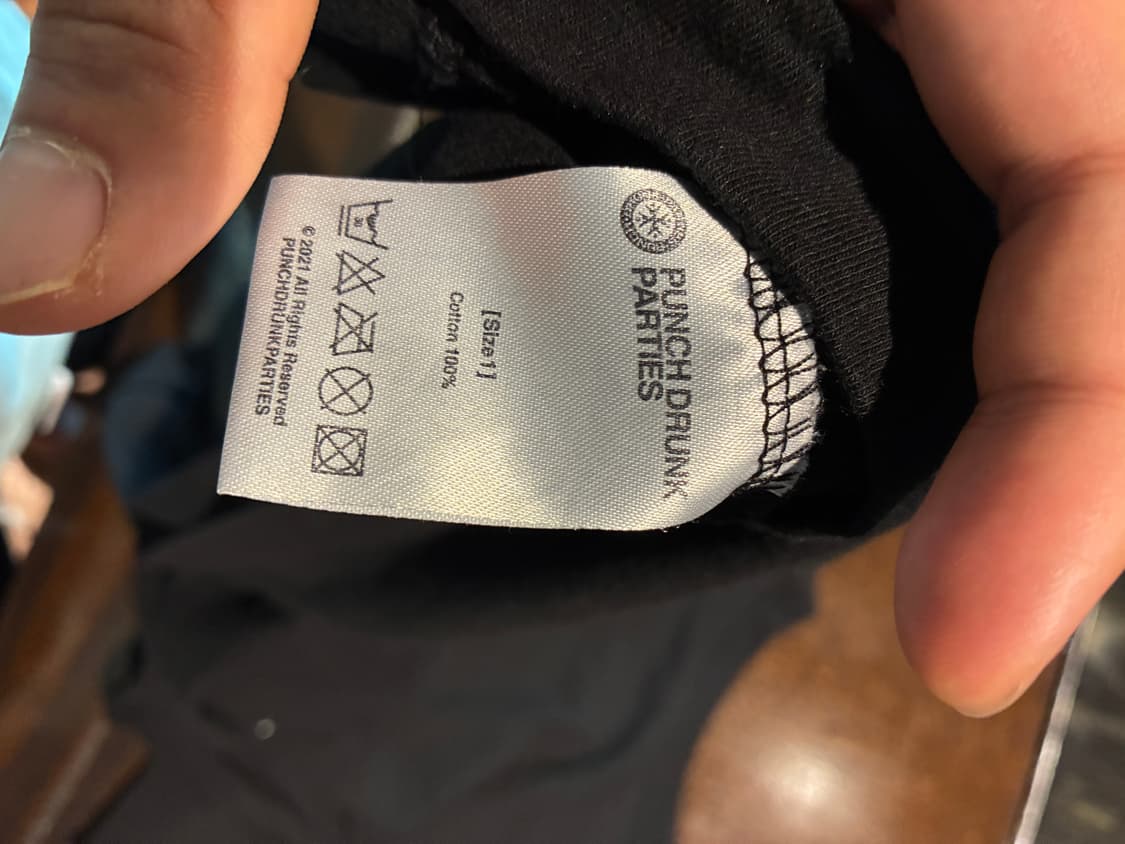 PUNCH DRUNK
PARTIES
[Size1]
Cotton 100%
© 2021 All Rights Reserved
PUNCHDRUNKPARTIES